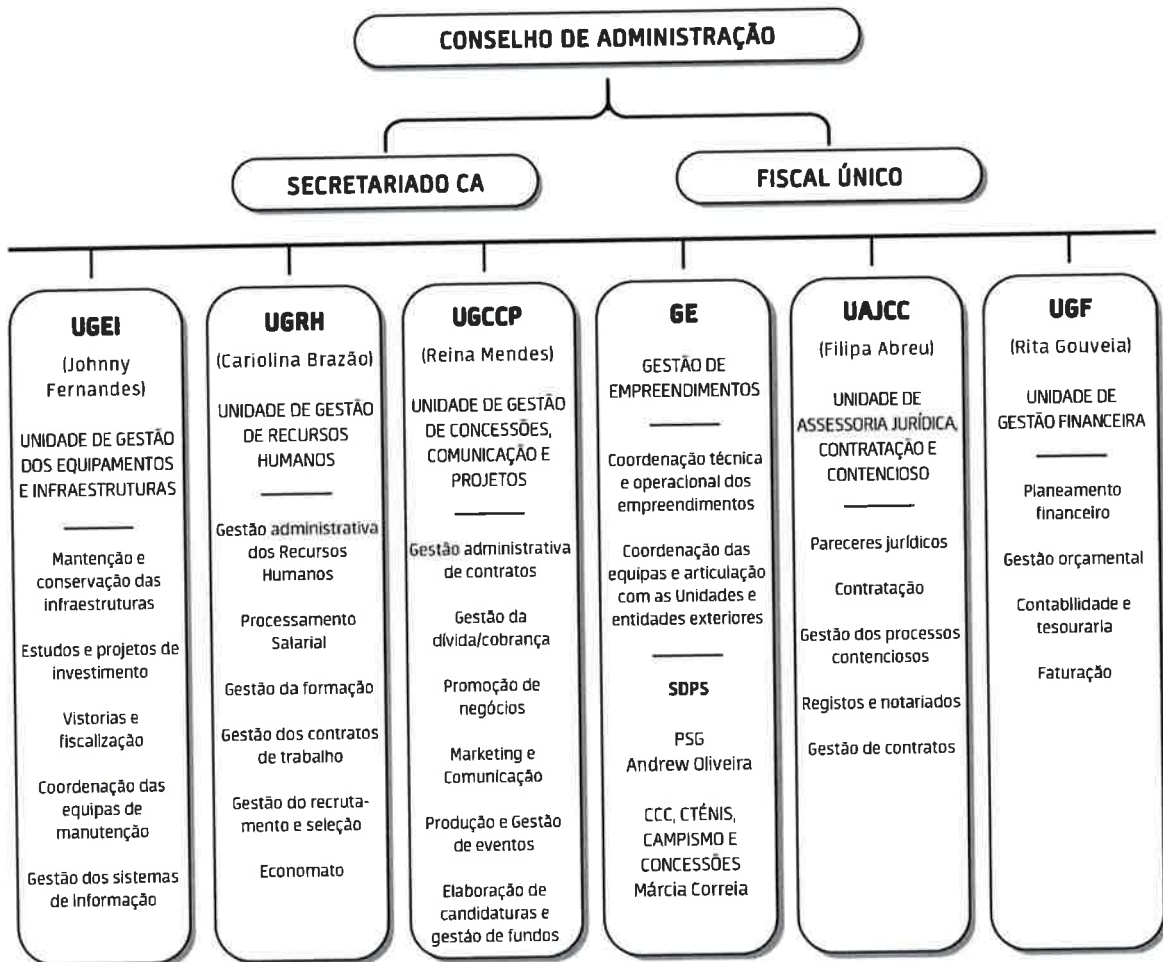 CONSELHO DE ADMINISTRAÇÃO
SECRETARIADO CA
FISCAL ÚNICO
UGEI
(Johnny
Fernandes)
UNIDADE DE GESTÃO
DOS EQUIPAMENTOS
E INFRAESTRUTURAS
Mantenção e
conservação das
infraestruturas
Estudos e projetos de
investimento
Vistorias e
fiscalização
Coordenação das
equipas de
manutenção
Gestão dos sistemas
de informação
UGRH
(Cariolina Brazão)
UNIDADE DE GESTÃO
DE RECURSOS
HUMANOS
Gestão administrativa
dos Recursos
Humanos
Processamento
Salarial
Gestão da formação
Gestão dos contratos
de trabalho
Gestão do recruta-
mento e seleção
Economato
UGCCP
(Reina Mendes)
UNIDADE DE GESTÃO
DE CONCESSÕES,
COMUNICAÇÃO E
PROJETOS
Gestão administrativa
de contratos
Gestão da
dívida/cobrança
Promoção de
negócios
Marketing e
Comunicação
Produção e Gestão
de eventos
Elaboração de
candidaturas e
gestão de fundos
GE
GESTÃO DE
EMPREENDIMENTOS
Coordenação técnica
e operacional dos
empreendimentos
Coordenação das
equipas e articulação
com as Unidades e
entidades exteriores
SDPS
PSG
Andrew Oliveira
CCC, CTÉNIS,
CAMPISMO E
CONCESSÕES
Márcia Correia
UAJCC
(Filipa Abreu)
UNIDADE DE
ASSESSORIA JURÍDICA,
CONTRATAÇÃO E
CONTENCIOSO
Pareceres jurídicos
Contratação
Gestão dos processos
contenciosos
Registos e notariados
Gestão de contratos
UGF
(Rita Gouveia)
UNIDADE DE
GESTÃO FINANCEIRA
Planeamento
financeiro
Gestão orçamental
Contabilidade e
tesouraria
Faturação